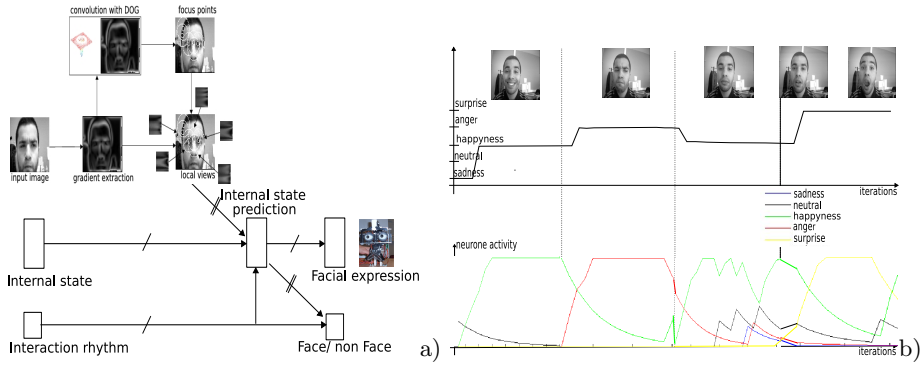 convolution with DOG
focus points
input image
gradient extraction
local views
Internal state
prediction
Internal state
Facial expression
Interaction rhythm
Face/ non Face
a)
surprise
anger
happyness
neutral
sadness
iterations
sadness
neutral
happyness
anger
surprise
neurone activity
iterations
b)